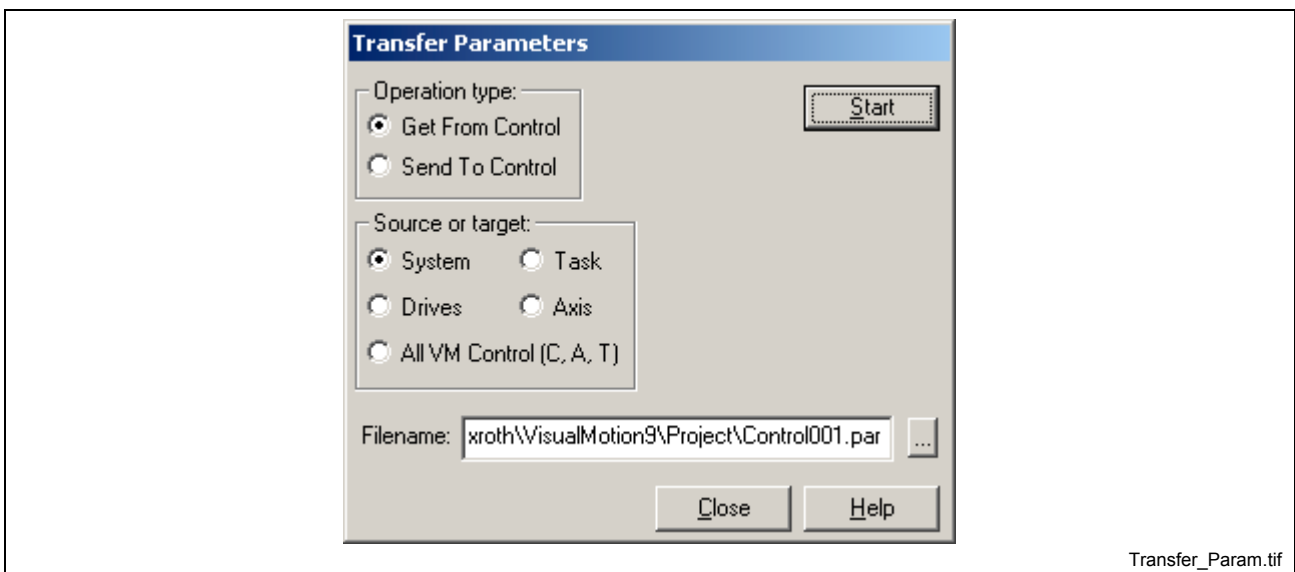 Transfer Parameters
Operation type:
Start
Get From Control
Send To Control
Source or target:
System Task
Drives Axis
All VM Control (C, A, T)
Filename: xroth\VisualMotion9\Project\Control001.par ...
Close Help
Transfer_Param.tif